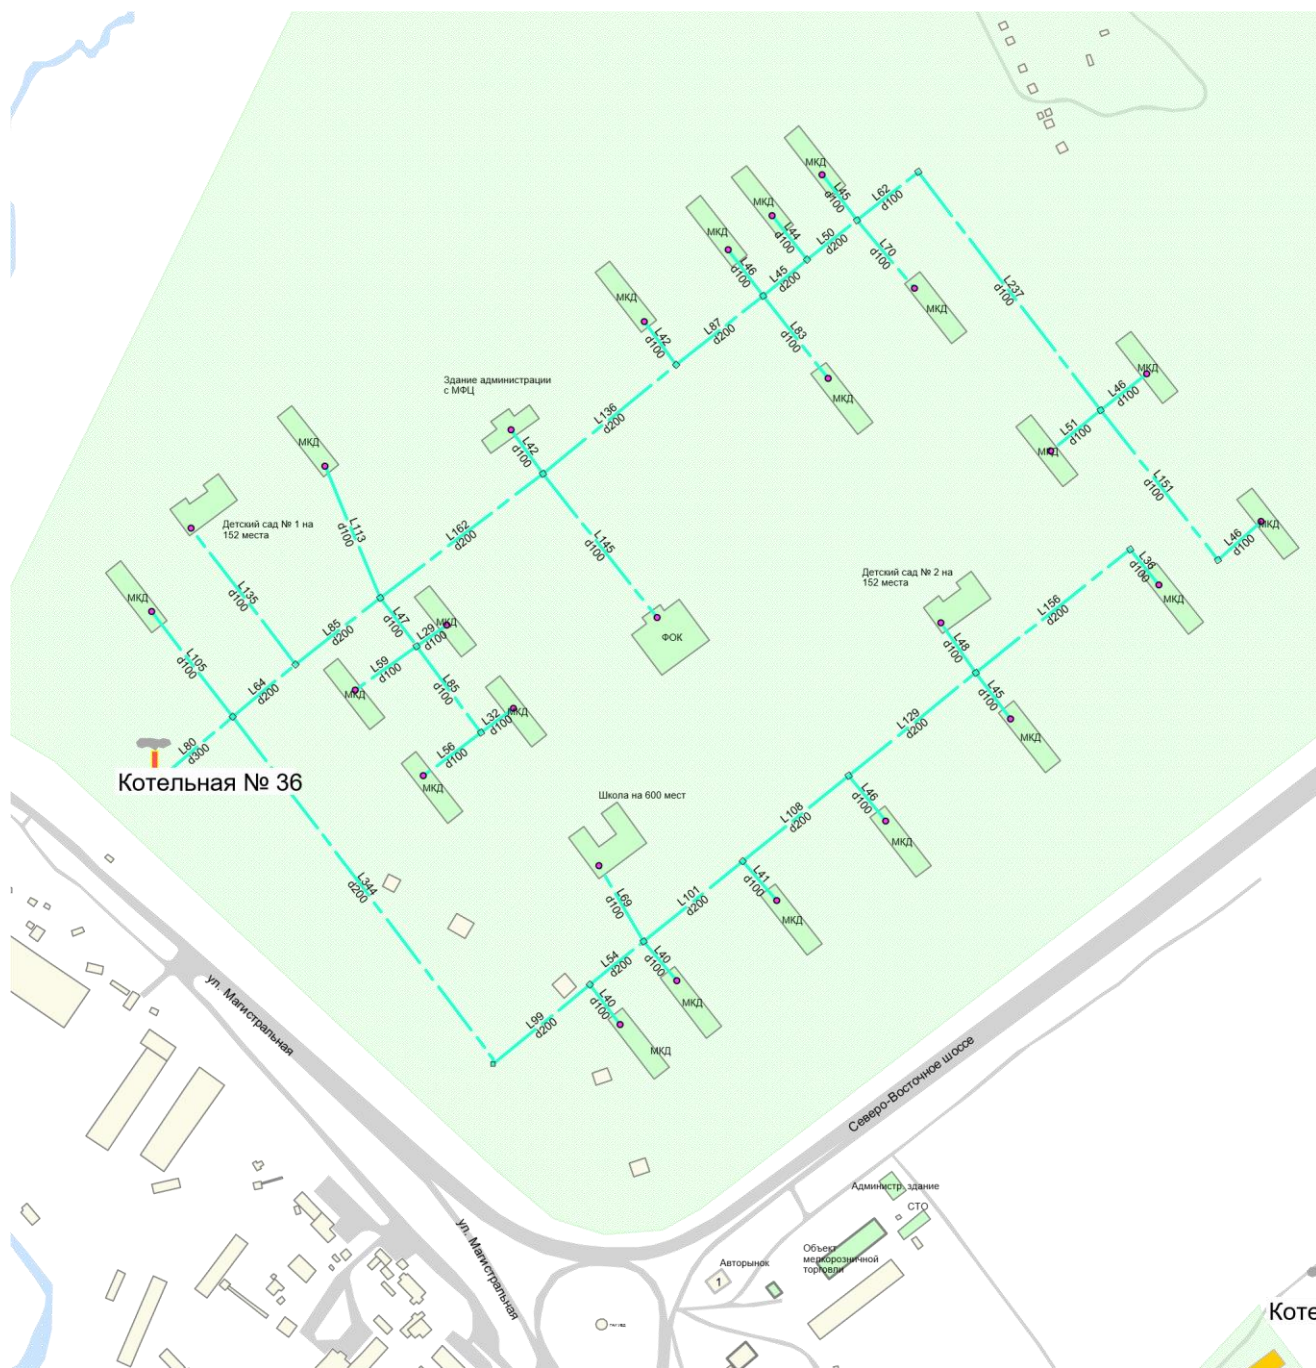 МКД
L45
d100
L62
d100
МКД
L44
d100
L50
d200
МКД
L46
d100
L45
d200
L70
d100
МКД
L237
d100
МКД
L42
d100
L87
d200
L83
d100
МКД
МКД
L46
d100
L51
d100
МКД
Здание администрации
с МФЦ
L42
d100
L136
d200
МКД
L113
d100
Детский сад № 1 на
152 места
L135
d100
L162
d200
L145
d100
ФОК
L151
d100
L46
d100
МКД
Детский сад № 2 на
152 места
L48
d100
L156
d200
L36
d100
МКД
МКД
L105
d100
L64
d200
L85
d200
L47
d100
L29
d100
МКД
L59
d100
МКД
L85
d100
L32
d100
МКД
L56
d100
МКД
L80
d300
Котельная № 36
L45
d100
МКД
L129
d200
Школа на 600 мест
L69
d100
L108
d200
L46
d100
МКД
L344
d200
L101
d200
L41
d100
МКД
L54
d200
L40
d100
МКД
L99
d200
L40
d100
МКД
ул. Магистральная
Северо-Восточное шоссе
ул. Магистральная
Администр. здание
СТО
Объект
мелкорозничной
торговли
Авторынок
1
Коте